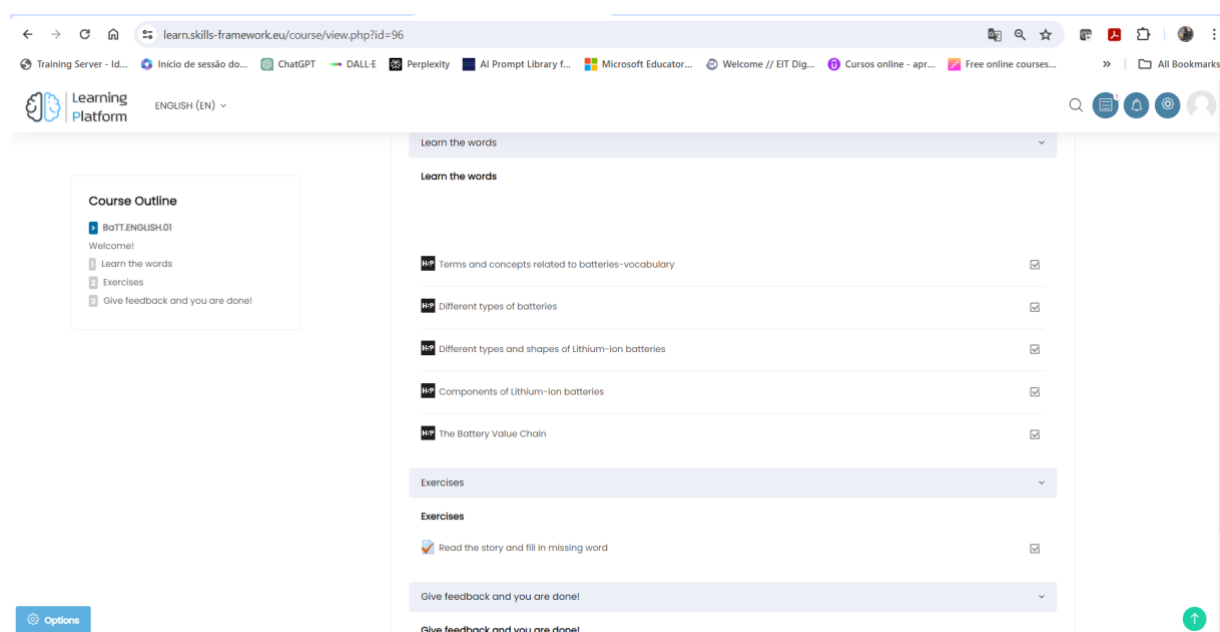 learn.skills-framework.eu/course/view.php?id=96
Training Server - Id... Início de sessão do... ChatGPT DALL·E Perplexity AI Prompt Library f... Microsoft Educator... Welcome // EIT Dig... Cursos online - apr... Free online courses... » All Bookmarks
Learning
Platform
ENGLISH (EN)
Learn the words
Learn the words
Course Outline
BaTT.ENGLISH.01
Welcome!
1 Learn the words
2 Exercises
3 Give feedback and you are done!
H-P Terms and concepts related to batteries-vocabulary
H-P Different types of batteries
H-P Different types and shapes of Lithium-ion batteries
H-P Components of Lithium-ion batteries
H-P The Battery Value Chain
Exercises
Exercises
Read the story and fill in missing word
Give feedback and you are done!
Give feedback and you are done!
Options